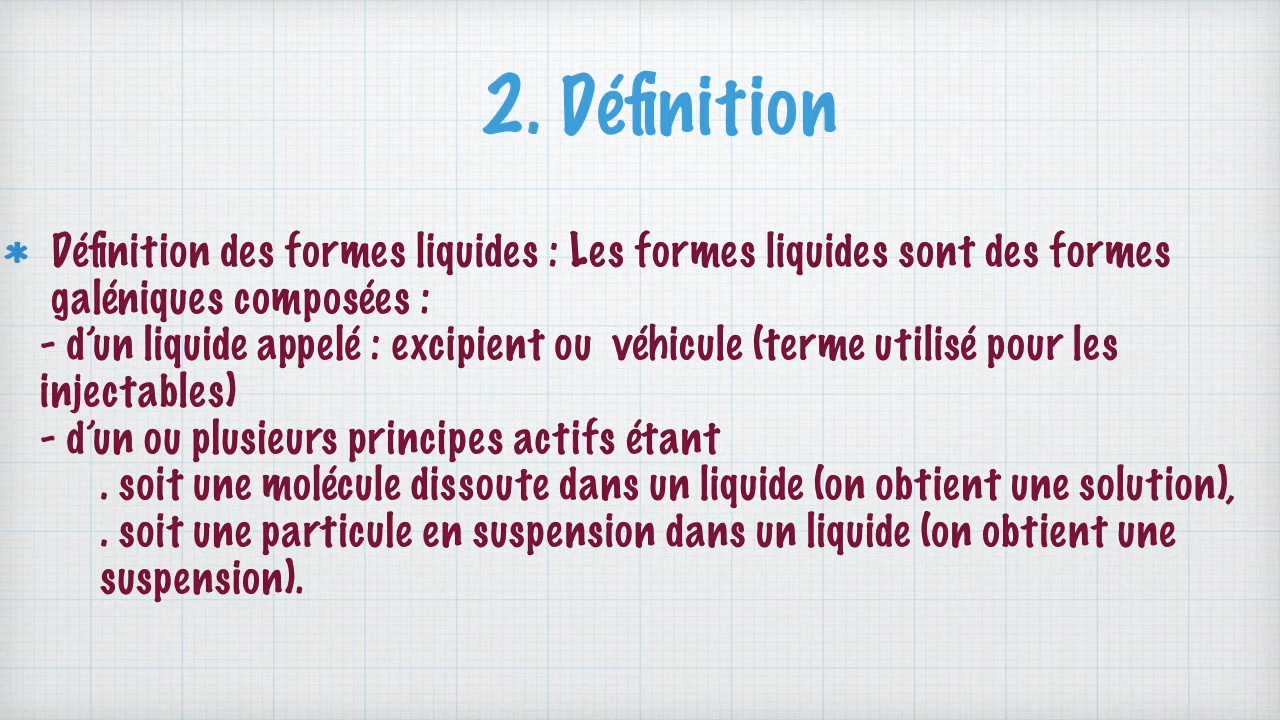 2. Définition
* Définition des formes liquides : Les formes liquides sont des formes
galéniques composées :
- d'un liquide appelé : excipient ou véhicule (terme utilisé pour les
injectables)
- d'un ou plusieurs principes actifs étant
. soit une molécule dissoute dans un liquide (on obtient une solution),
. soit une particule en suspension dans un liquide (on obtient une
suspension).